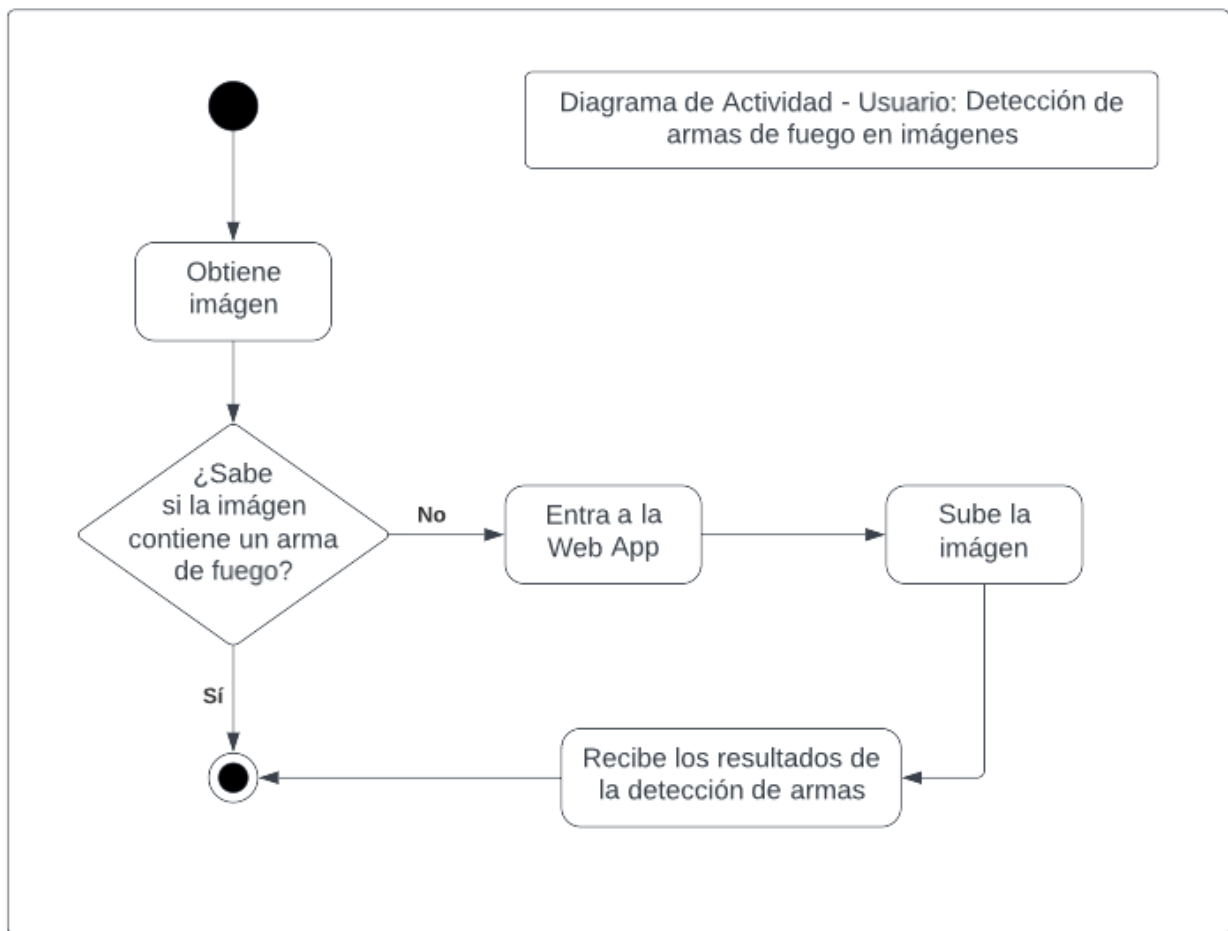 Diagrama de Actividad - Usuario: Detección de
armas de fuego en imágenes
Obtiene
imágen
¿Sabe
si la imágen
contiene un arma
de fuego?
No
Entra a la
Web App
Sube la
imágen
Sí
Recibe los resultados de
la detección de armas